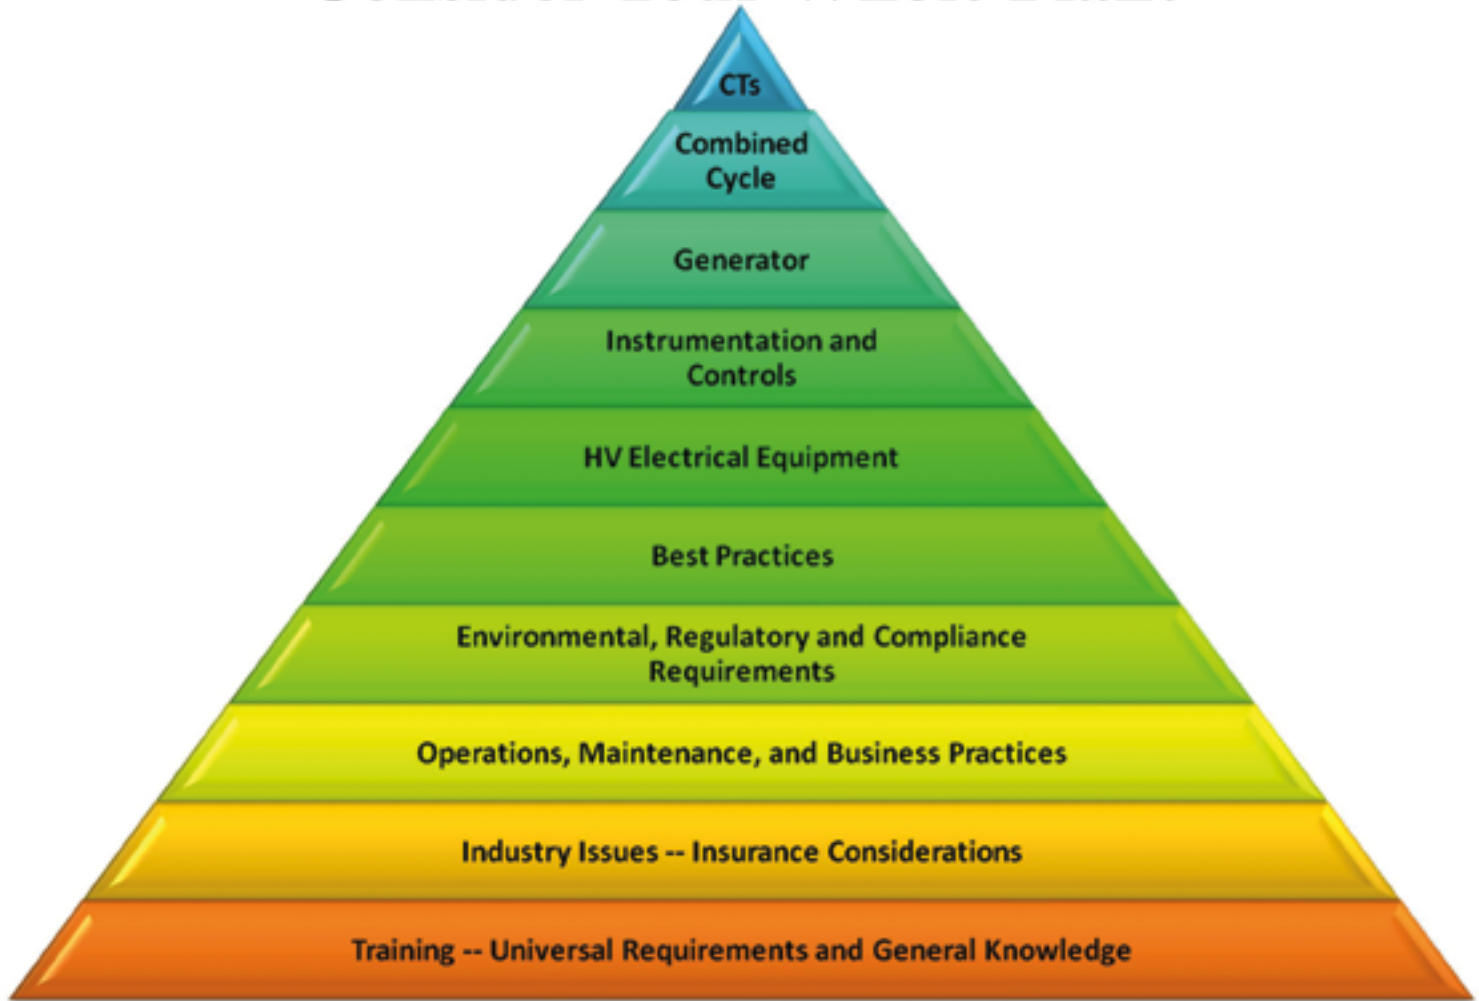 CTs
Combined
Cycle
Generator
Instrumentation and
Controls
HV Electrical Equipment
Best Practices
Environmental, Regulatory and Compliance
Requirements
Operations, Maintenance, and Business Practices
Industry Issues -- Insurance Considerations
Training -- Universal Requirements and General Knowledge